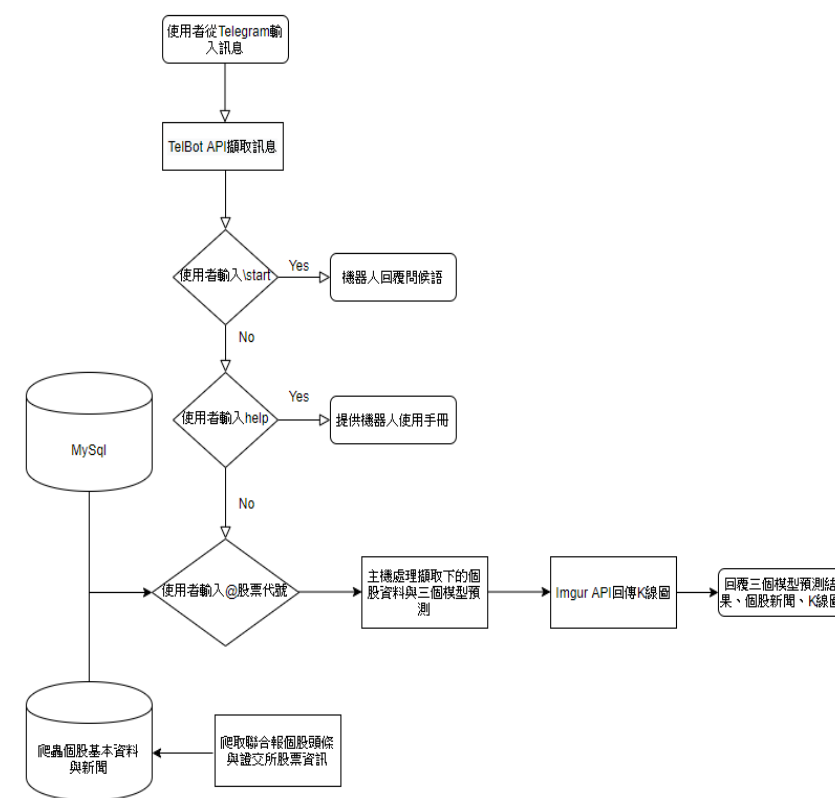 使用者從Telegram輸
入訊息
TelBot API擷取訊息
使用者輸入\start
Yes
機器人回覆問候語
No
使用者輸入help
Yes
提供機器人使用手冊
MySql
No
使用者輸入@股票代號
主機處理擷取下的個
股資料與三個模型預
測
Imgur API回傳K線圖
回覆三個模型預測結
果、個股新聞、K線圖
爬蟲個股基本資料
與新聞
爬取聯合報個股頭條
與證交所股票資訊